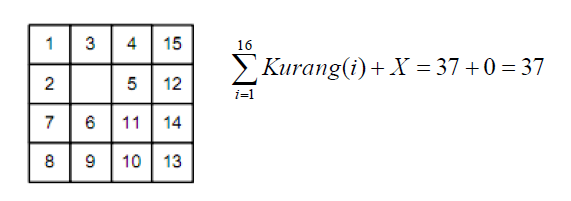 1 3 4 15
2 5 12
7 6 11 14
8 9 10 13
16
∑ Kurang(i) + X = 37 + 0 = 37
i=1